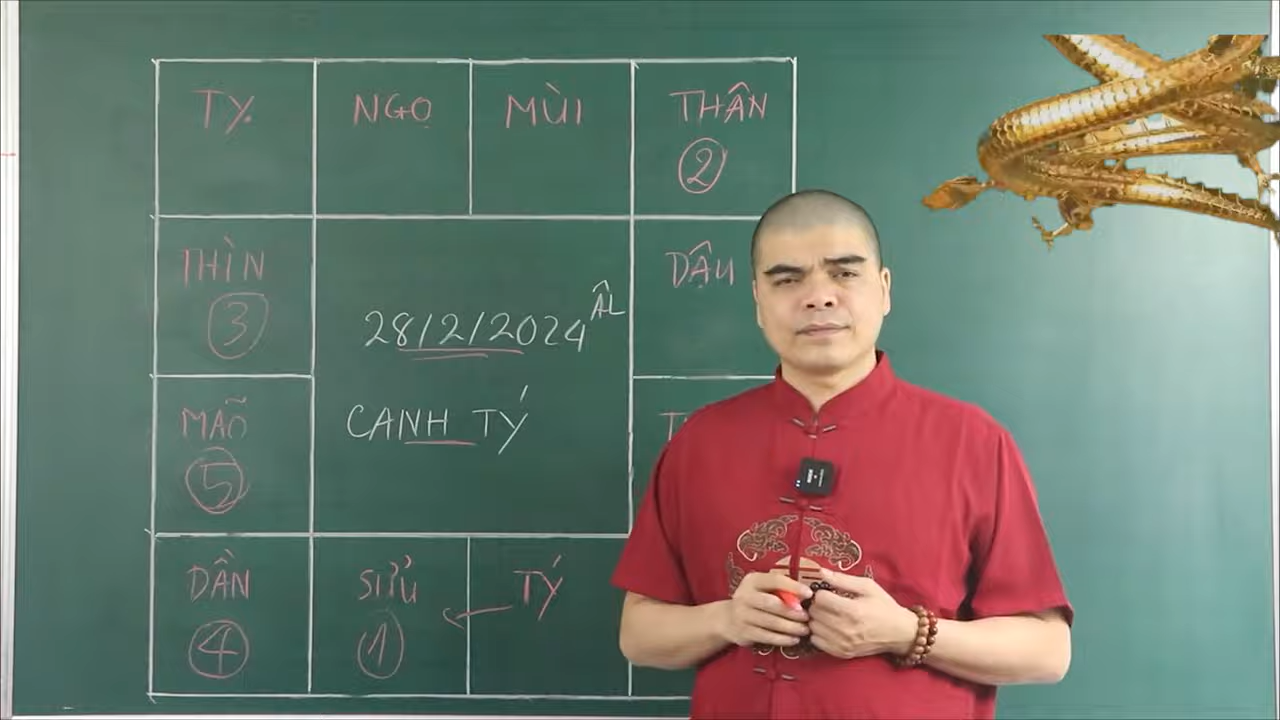 TỴ
NGỌ
MÙI
THÂN
2
THÌN
3
DẬU
28/2/2024 ÂL
CANH TÝ
MÃO
5
DẦN
4
SỬU
1
TÝ